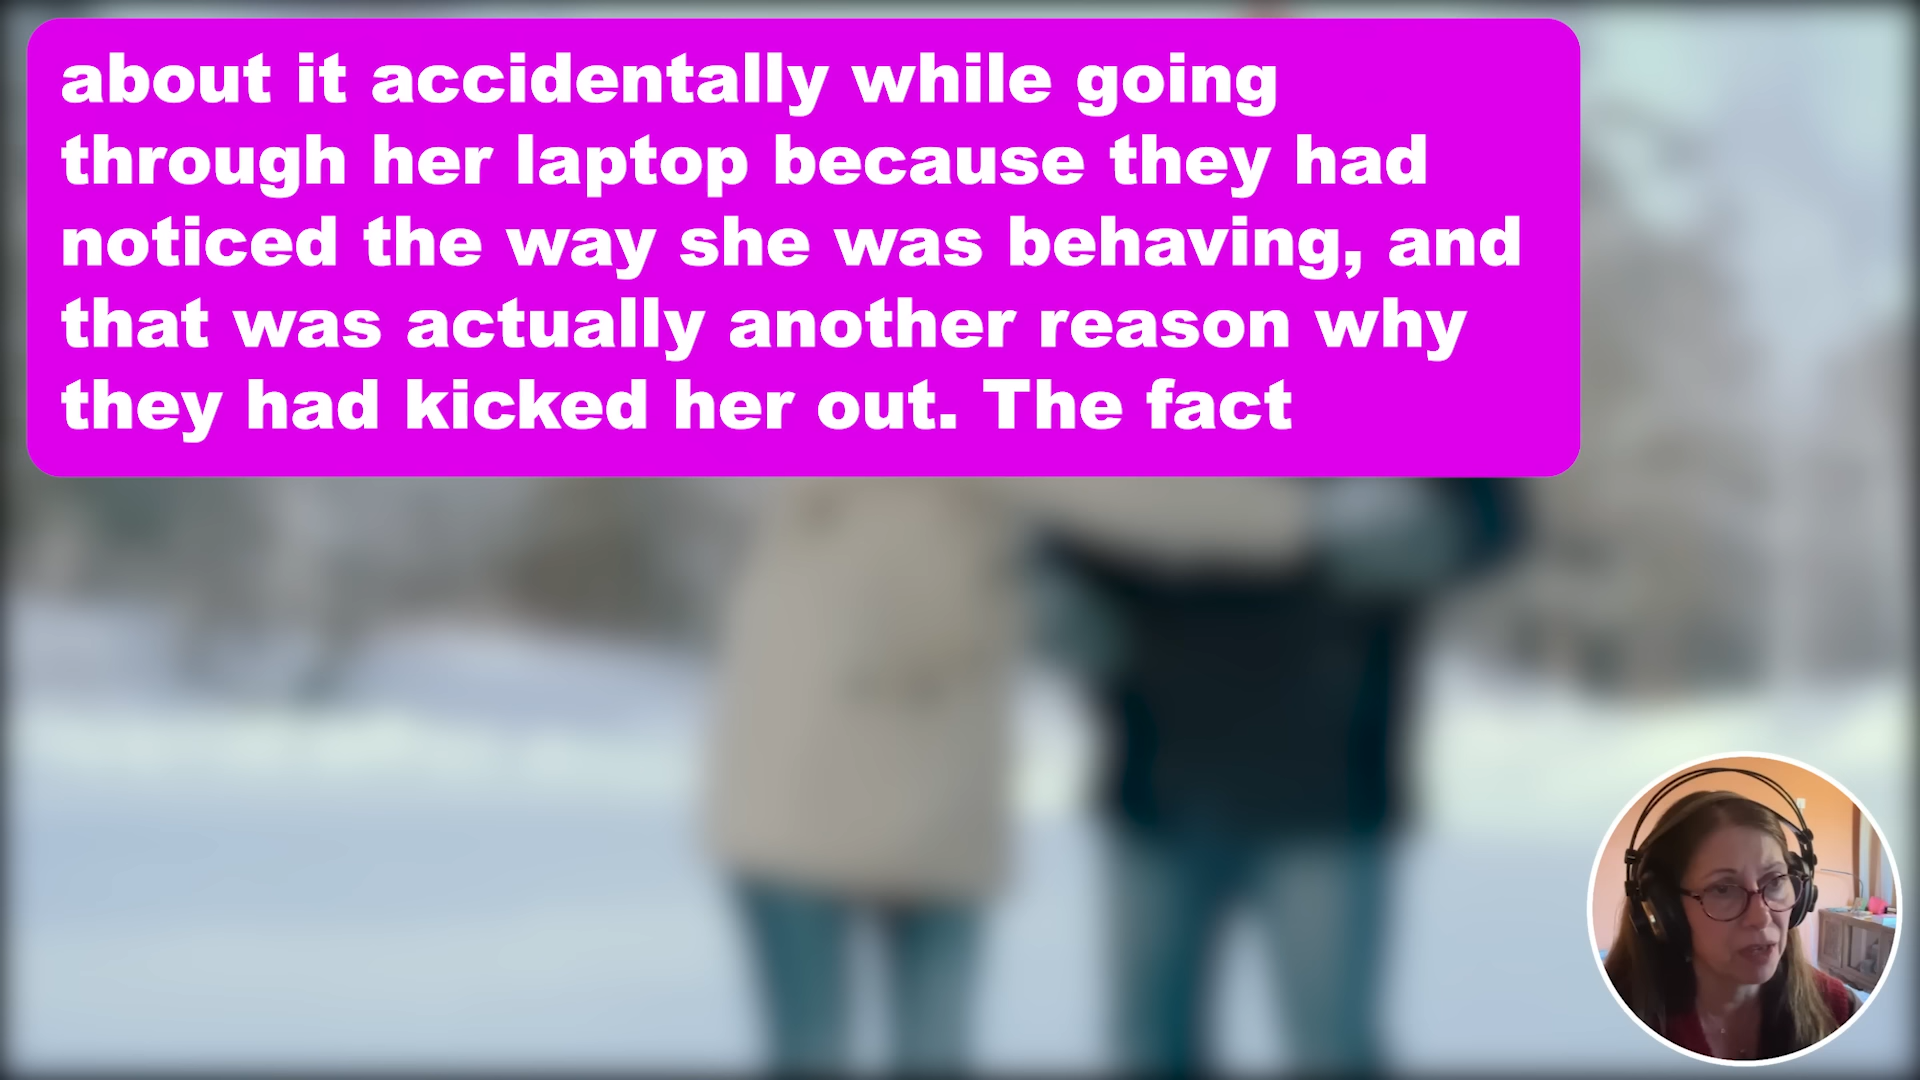 about it accidentally while going
through her laptop because they had
noticed the way she was behaving, and
that was actually another reason why
they had kicked her out. The fact